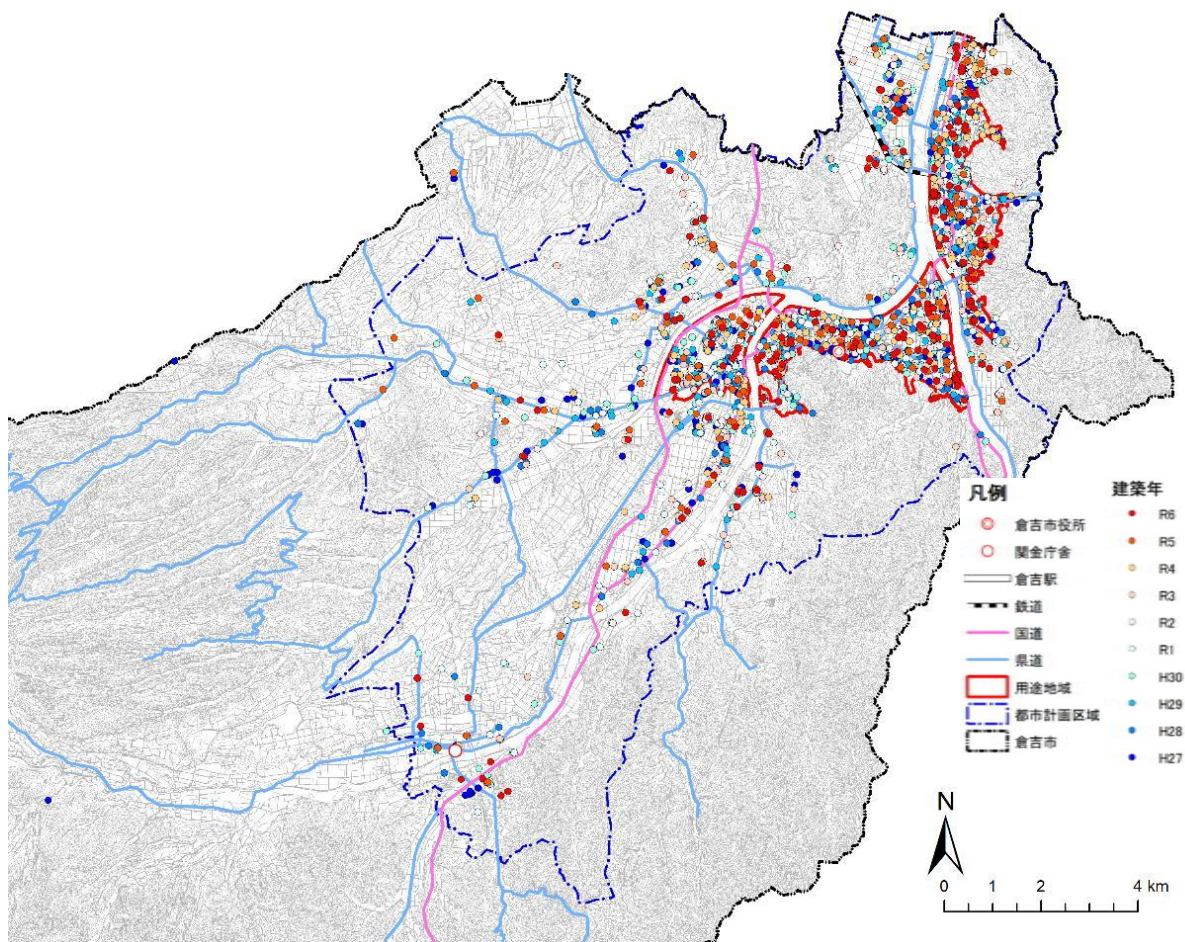 凡例
倉吉市役所
関金庁舎
倉吉駅
鉄道
国道
県道
用途地域
都市計画区域
倉吉市
建築年
R6
R5
R4
R3
R2
R1
H30
H29
H28
H27
N
0 1 2 4 km